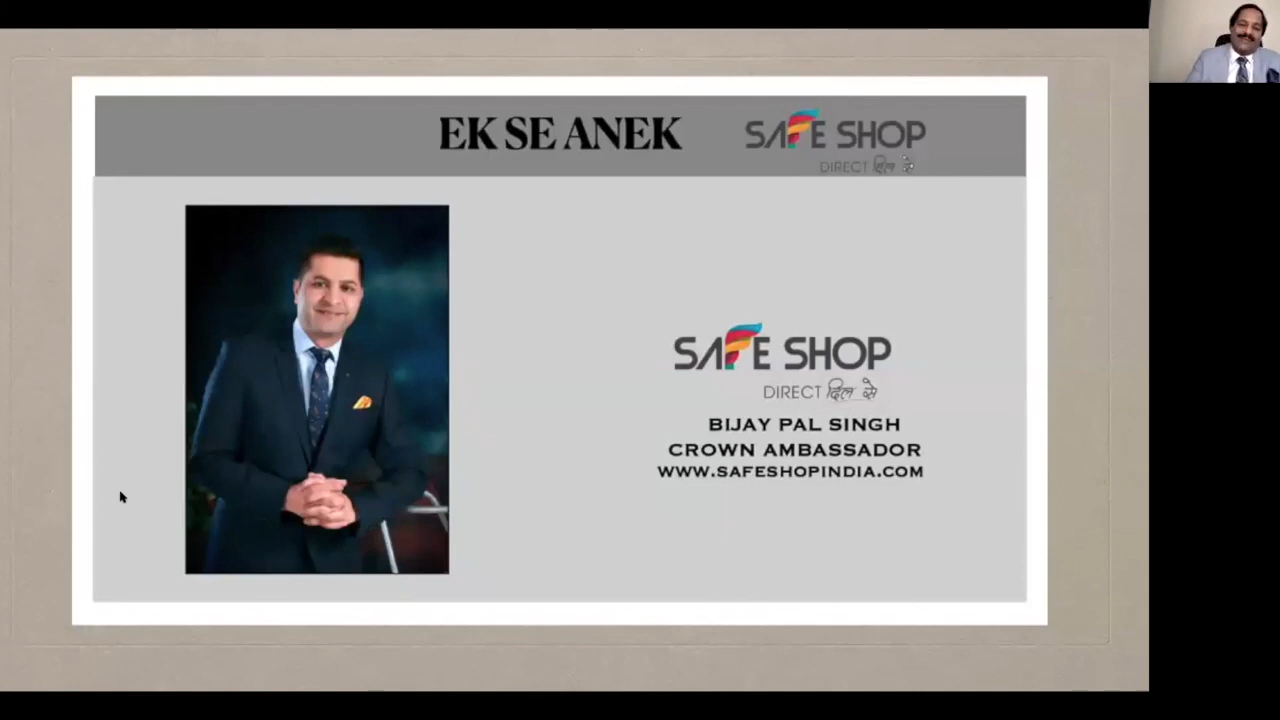 EK SE ANEK
SAFE SHOP
DIRECT दिल से
SAFE SHOP
DIRECT दिल से
BIJAY PAL SINGH
CROWN AMBASSADOR
WWW.SAFESHOPINDIA.COM